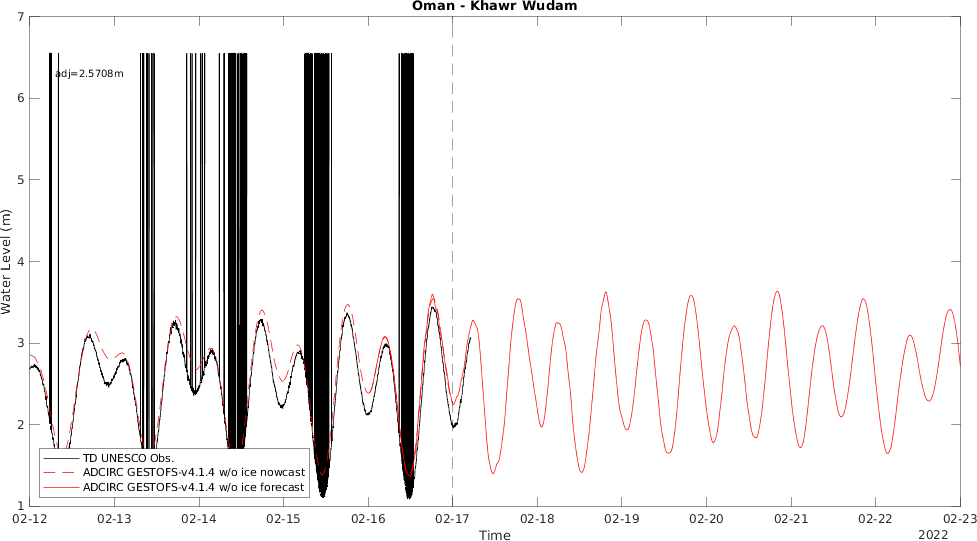 Oman - Khawr Wudam
7
6
5
4
3
2
1
Water Level (m)
adj=2.5708m
TD UNESCO Obs.
ADCIRC GESTOFS-v4.1.4 w/o ice nowcast
ADCIRC GESTOFS-v4.1.4 w/o ice forecast
02-12 02-13 02-14 02-15 02-16 02-17 02-18 02-19 02-20 02-21 02-22 02-23
Time
2022